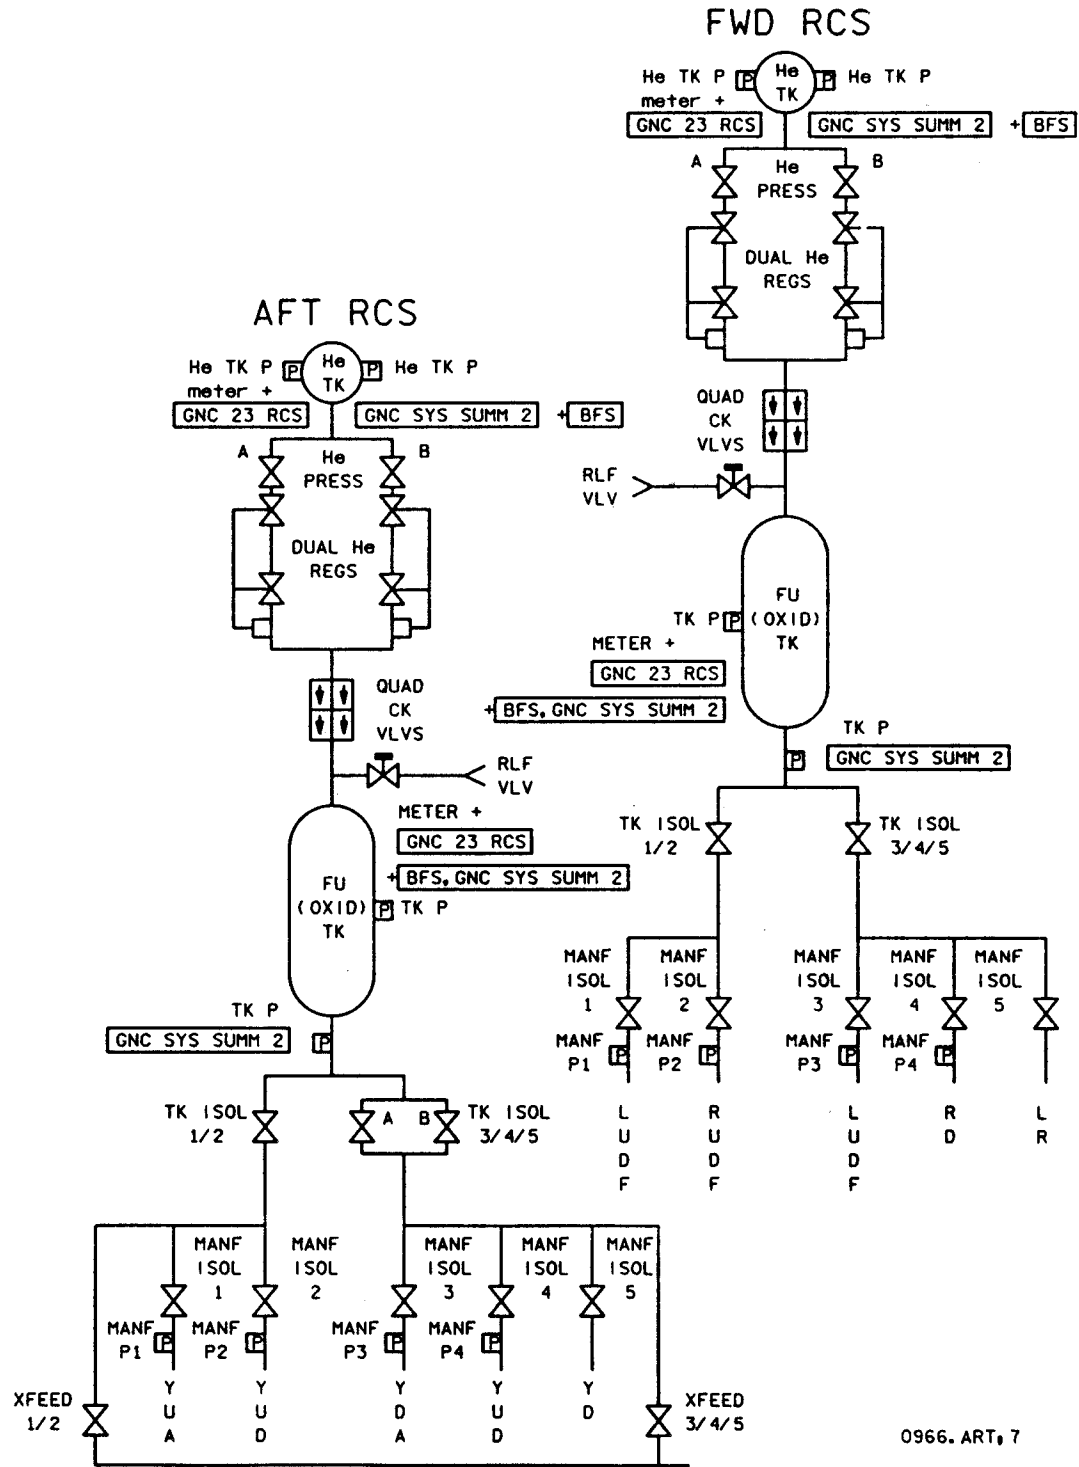 FWD RCS
He TK P
P
He
TK
P
He TK P
meter +
GNC 23 RCS
GNC SYS SUMM 2
+ BFS
A
B
He
PRESS
DUAL He
REGS
QUAD
CK
VLVS
RLF
VLV
FU
(OXID)
TK
TK P
P
METER +
GNC 23 RCS
+ BFS, GNC SYS SUMM 2
TK P
P
GNC SYS SUMM 2
TK ISOL
1/2
TK ISOL
3/4/5
MANF
ISOL
1
MANF
ISOL
2
MANF
ISOL
3
MANF
ISOL
4
MANF
ISOL
5
MANF
P1
P
MANF
P2
P
MANF
P3
P
MANF
P4
P
L
U
D
F
R
U
D
F
L
U
D
F
R
D
L
R
AFT RCS
He TK P
P
He
TK
P
He TK P
meter +
GNC 23 RCS
GNC SYS SUMM 2
+ BFS
A
B
He
PRESS
DUAL He
REGS
QUAD
CK
VLVS
RLF
VLV
METER +
GNC 23 RCS
+ BFS, GNC SYS SUMM 2
FU
(OXID)
TK
P
TK P
TK P
GNC SYS SUMM 2
P
TK ISOL
1/2
A
B
TK ISOL
3/4/5
MANF
ISOL
1
MANF
ISOL
2
MANF
ISOL
3
MANF
ISOL
4
MANF
ISOL
5
MANF
P1
P
MANF
P2
P
MANF
P3
P
MANF
P4
P
Y
U
A
Y
U
D
Y
D
A
Y
U
D
Y
D
XFEED
1/2
XFEED
3/4/5
0966. ART, 7